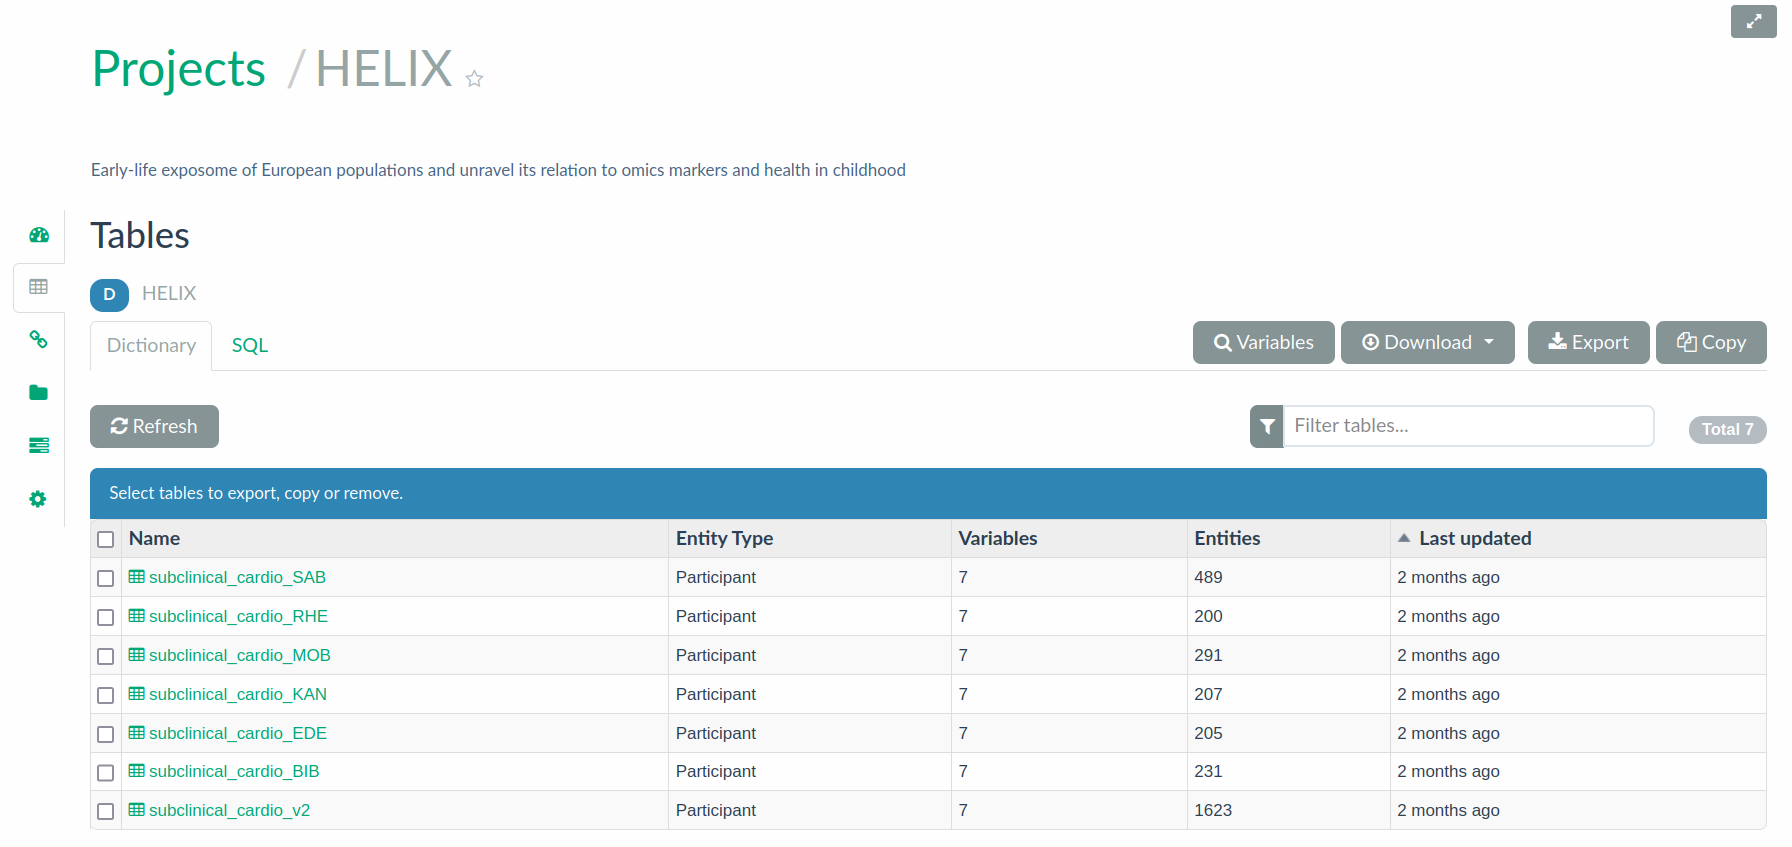 Projects / HELIX
Early-life exposome of European populations and unravel its relation to omics markers and health in childhood
Tables
D HELIX
Dictionary SQL Variables Download Export Copy
Refresh Filter tables... Total 7
Select tables to export, copy or remove.
Name Entity Type Variables Entities Last updated
subclinical_cardio_SAB Participant 7 489 2 months ago
subclinical_cardio_RHE Participant 7 200 2 months ago
subclinical_cardio_MOB Participant 7 291 2 months ago
subclinical_cardio_KAN Participant 7 207 2 months ago
subclinical_cardio_EDE Participant 7 205 2 months ago
subclinical_cardio_BIB Participant 7 231 2 months ago
subclinical_cardio_v2 Participant 7 1623 2 months ago